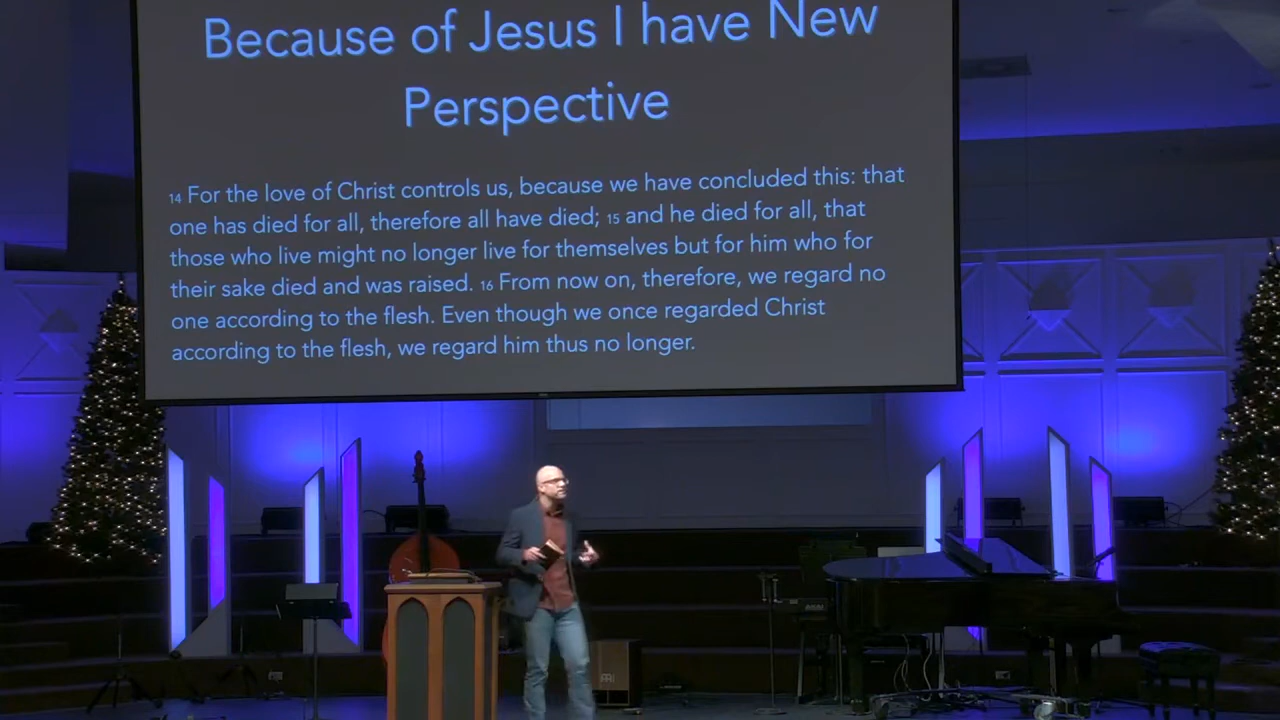 Because of Jesus I have New
Perspective
14 For the love of Christ controls us, because we have concluded this: that
one has died for all, therefore all have died; 15 and he died for all, that
those who live might no longer live for themselves but for him who for
their sake died and was raised. 16 From now on, therefore, we regard no
one according to the flesh. Even though we once regarded Christ
according to the flesh, we regard him thus no longer.